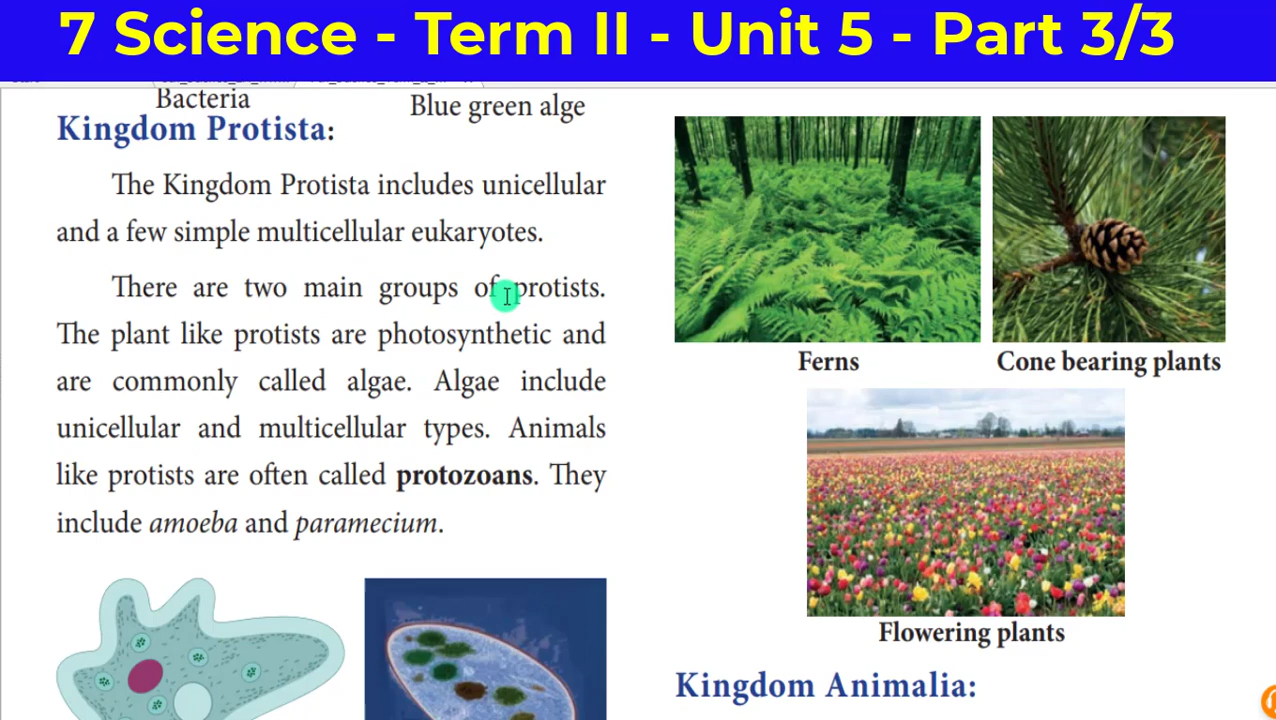 7 Science - Term II - Unit 5 - Part 3/3
Bacteria
Blue green alge
Kingdom Protista:
The Kingdom Protista includes unicellular
and a few simple multicellular eukaryotes.
There are two main groups of protists.
The plant like protists are photosynthetic and
are commonly called algae. Algae include
unicellular and multicellular types. Animals
like protists are often called protozoans. They
include amoeba and paramecium.
Ferns
Cone bearing plants
Flowering plants
Kingdom Animalia: